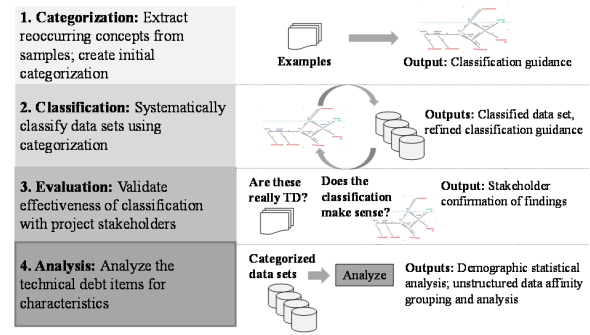 1. Categorization: Extract
reoccurring concepts from
samples; create initial
categorization
Examples
Output: Classification guidance
2. Classification: Systematically
classify data sets using
categorization
Outputs: Classified data set,
refined classification guidance
3. Evaluation: Validate
effectiveness of classification
with project stakeholders
Are these
really TD?
Does the
classification
make sense?
Output: Stakeholder
confirmation of findings
4. Analysis: Analyze the
technical debt items for
characteristics
Categorized
data sets
Analyze
Outputs: Demographic statistical
analysis; unstructured data affinity
grouping and analysis